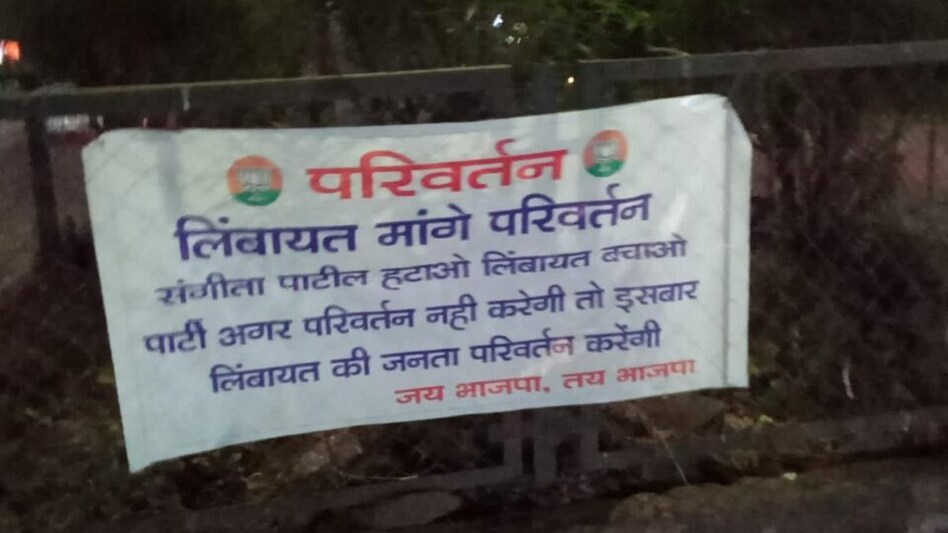 परिवर्तन
लिंबायत मांगे परिवर्तन
संगीता पाटील हटाओ लिंबायत बचाओ
पार्टी अगर परिवर्तन नही करेगी तो इसबार
लिंबायत की जनता परिवर्तन करेंगी
जय भाजपा, तय भाजपा